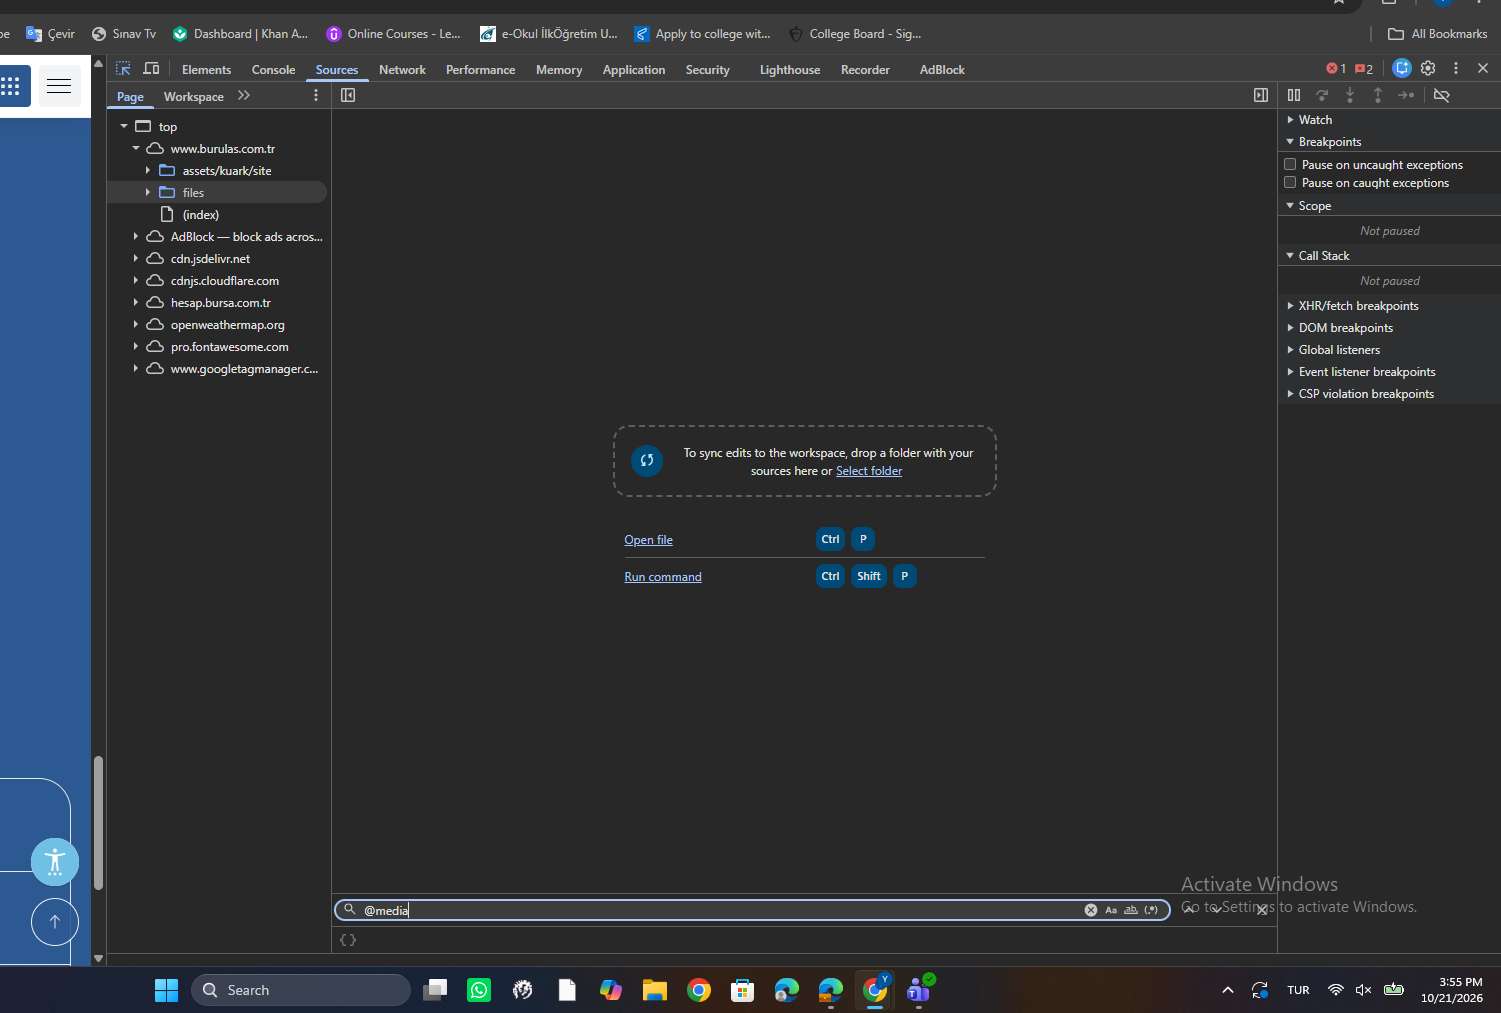 be Çevir Sınav Tv Dashboard | Khan A... Online Courses - Le... e-Okul İlkÖğretim U... Apply to college wit... College Board - Sig... All Bookmarks
Elements Console Sources Network Performance Memory Application Security Lighthouse Recorder AdBlock 1 2
Page Workspace
top
www.burulas.com.tr
assets/kuark/site
files
(index)
AdBlock — block ads acros...
cdn.jsdelivr.net
cdnjs.cloudflare.com
hesap.bursa.com.tr
openweathermap.org
pro.fontawesome.com
www.googletagmanager.c...
To sync edits to the workspace, drop a folder with your
sources here or Select folder
Open file Ctrl P
Run command Ctrl Shift P
@media Aa ab (.*)
{}
Watch
Breakpoints
Pause on uncaught exceptions
Pause on caught exceptions
Scope
Not paused
Call Stack
Not paused
XHR/fetch breakpoints
DOM breakpoints
Global listeners
Event listener breakpoints
CSP violation breakpoints
Activate Windows
Go to Settings to activate Windows.
Search Y T TUR 3:55 PM
10/21/2026